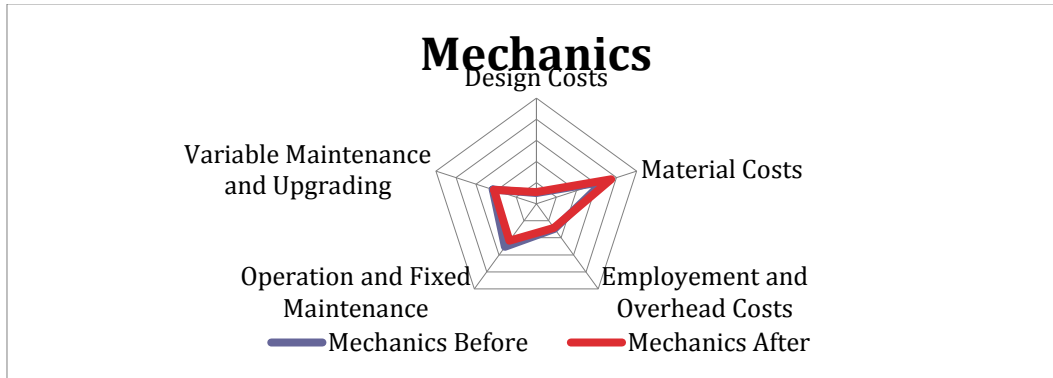 Mechanics
Design Costs
Material Costs
Employement and
Overhead Costs
Operation and Fixed
Maintenance
Variable Maintenance
and Upgrading
Mechanics Before
Mechanics After